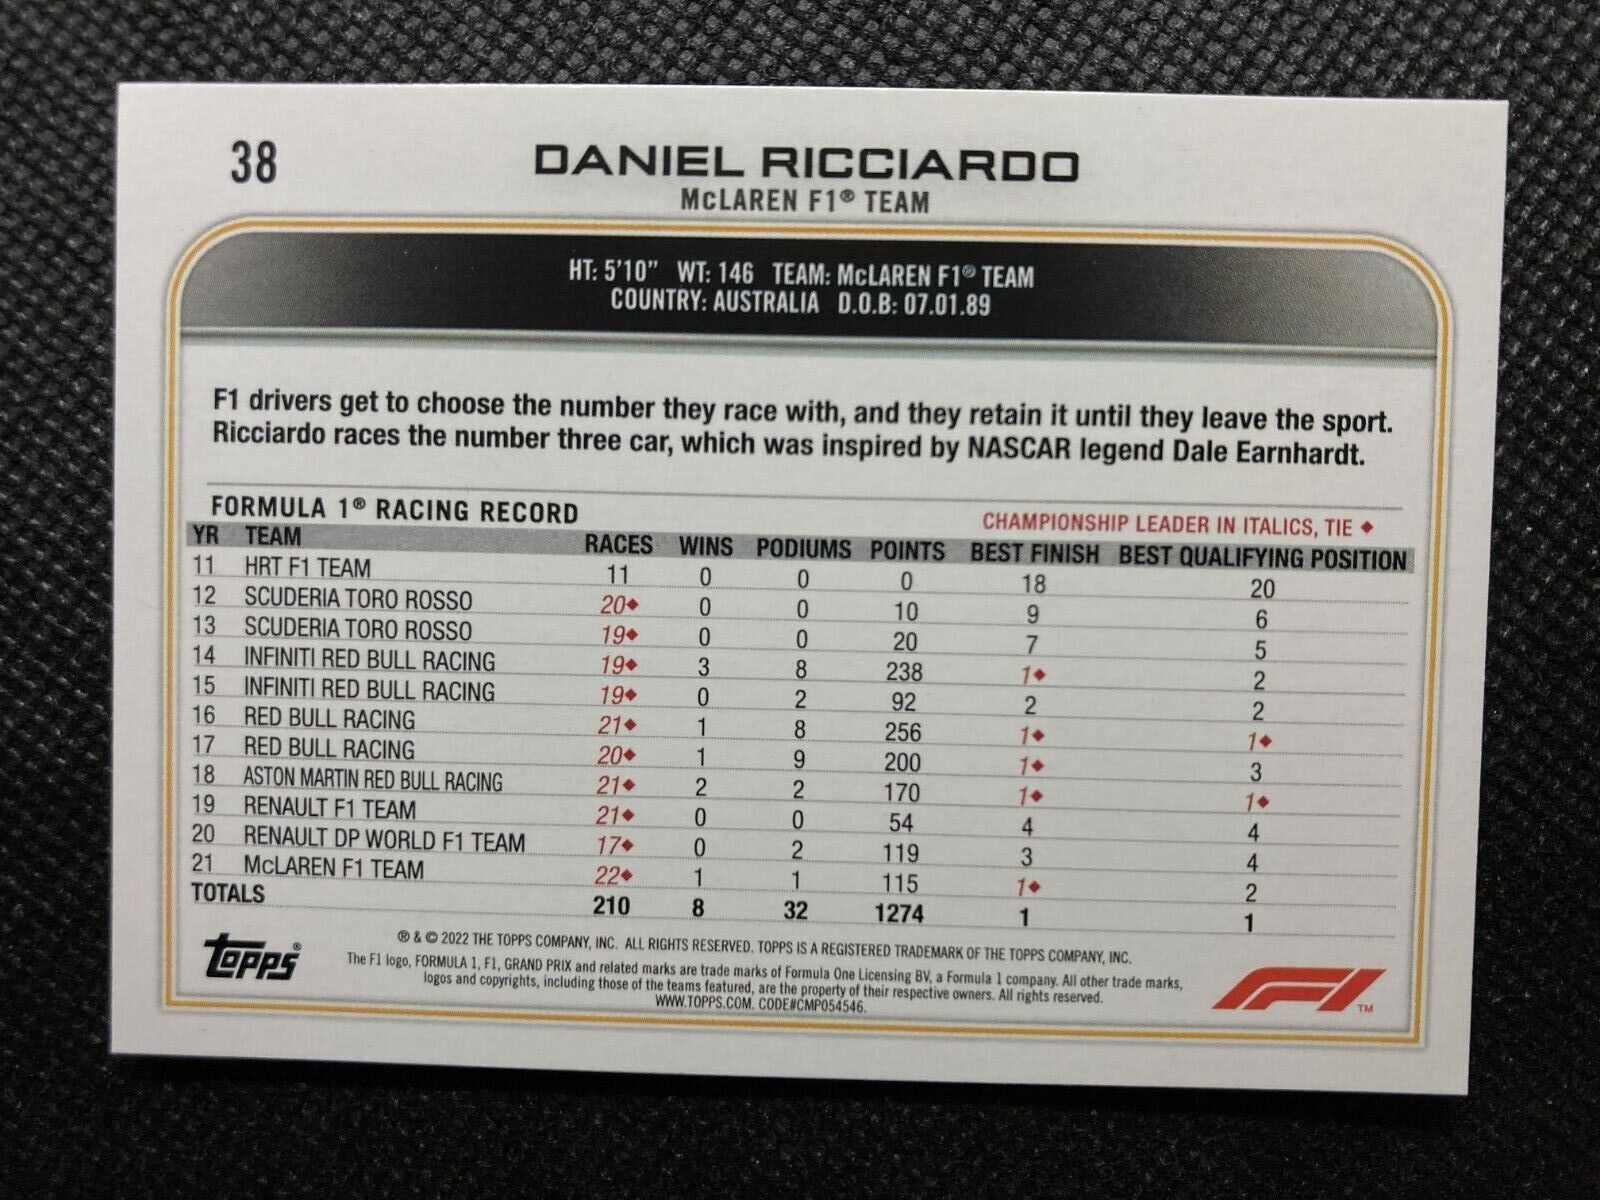 38
DANIEL RICCIARDO
McLAREN F1® TEAM
HT: 5'10" WT: 146 TEAM: McLAREN F1® TEAM
COUNTRY: AUSTRALIA D.O.B: 07.01.89
F1 drivers get to choose the number they race with, and they retain it until they leave the sport.
Ricciardo races the number three car, which was inspired by NASCAR legend Dale Earnhardt.
FORMULA 1® RACING RECORD
CHAMPIONSHIP LEADER IN ITALICS, TIE ♦
YR TEAM RACES WINS PODIUMS POINTS BEST FINISH BEST QUALIFYING POSITION
11 HRT F1 TEAM 11 0 0 0 18 20
12 SCUDERIA TORO ROSSO 20♦ 0 0 10 9 6
13 SCUDERIA TORO ROSSO 19♦ 0 0 20 7 5
14 INFINITI RED BULL RACING 19♦ 3 8 238 1♦ 2
15 INFINITI RED BULL RACING 19♦ 0 2 92 2 2
16 RED BULL RACING 21♦ 1 8 256 1♦ 1♦
17 RED BULL RACING 20♦ 1 9 200 1♦ 3
18 ASTON MARTIN RED BULL RACING 21♦ 2 2 170 1♦ 1♦
19 RENAULT F1 TEAM 21♦ 0 0 54 4 4
20 RENAULT DP WORLD F1 TEAM 17♦ 0 2 119 3 4
21 McLAREN F1 TEAM 22♦ 1 1 115 1♦ 2
TOTALS 210 8 32 1274 1 1
® & © 2022 THE TOPPS COMPANY, INC. ALL RIGHTS RESERVED. TOPPS IS A REGISTERED TRADEMARK OF THE TOPPS COMPANY, INC.
The F1 logo, FORMULA 1, F1, GRAND PRIX and related marks are trade marks of Formula One Licensing BV, a Formula 1 company. All other trade marks,
logos and copyrights, including those of the teams featured, are the property of their respective owners. All rights reserved.
WWW.TOPPS.COM. CODE#CMP054546.
topps®
F1™